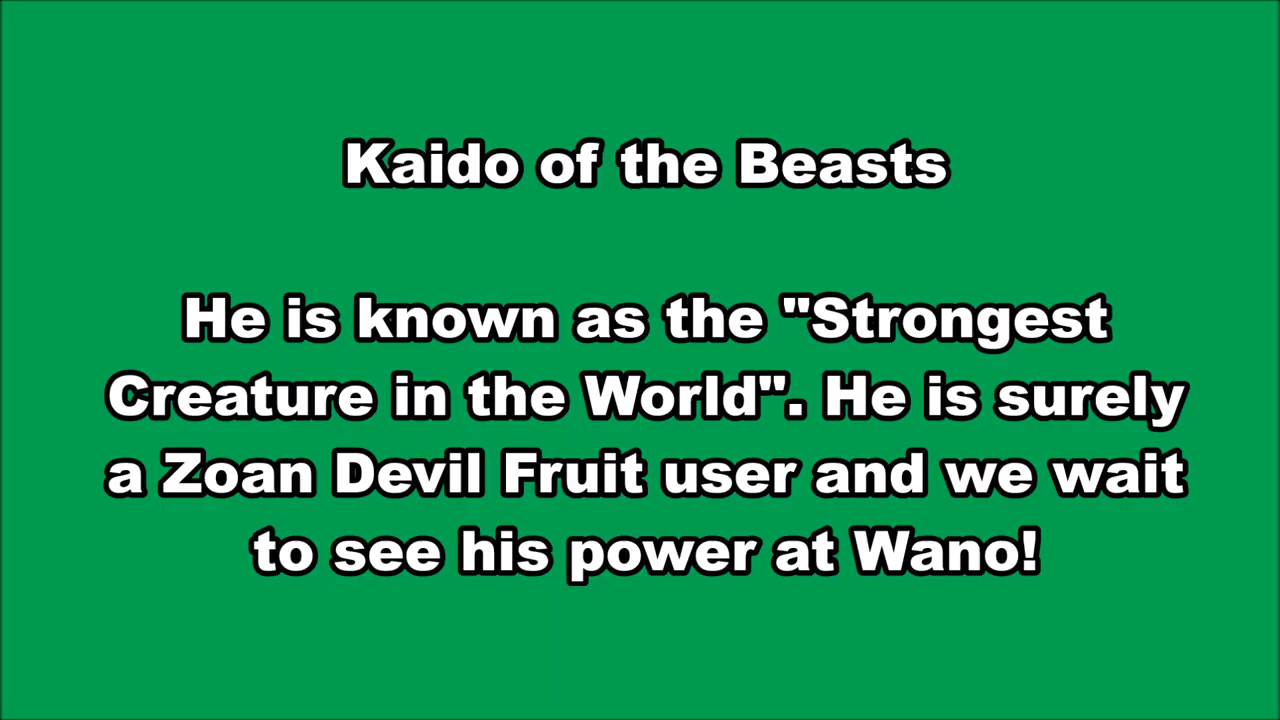 Kaido of the Beasts
He is known as the "Strongest
Creature in the World". He is surely
a Zoan Devil Fruit user and we wait
to see his power at Wano!